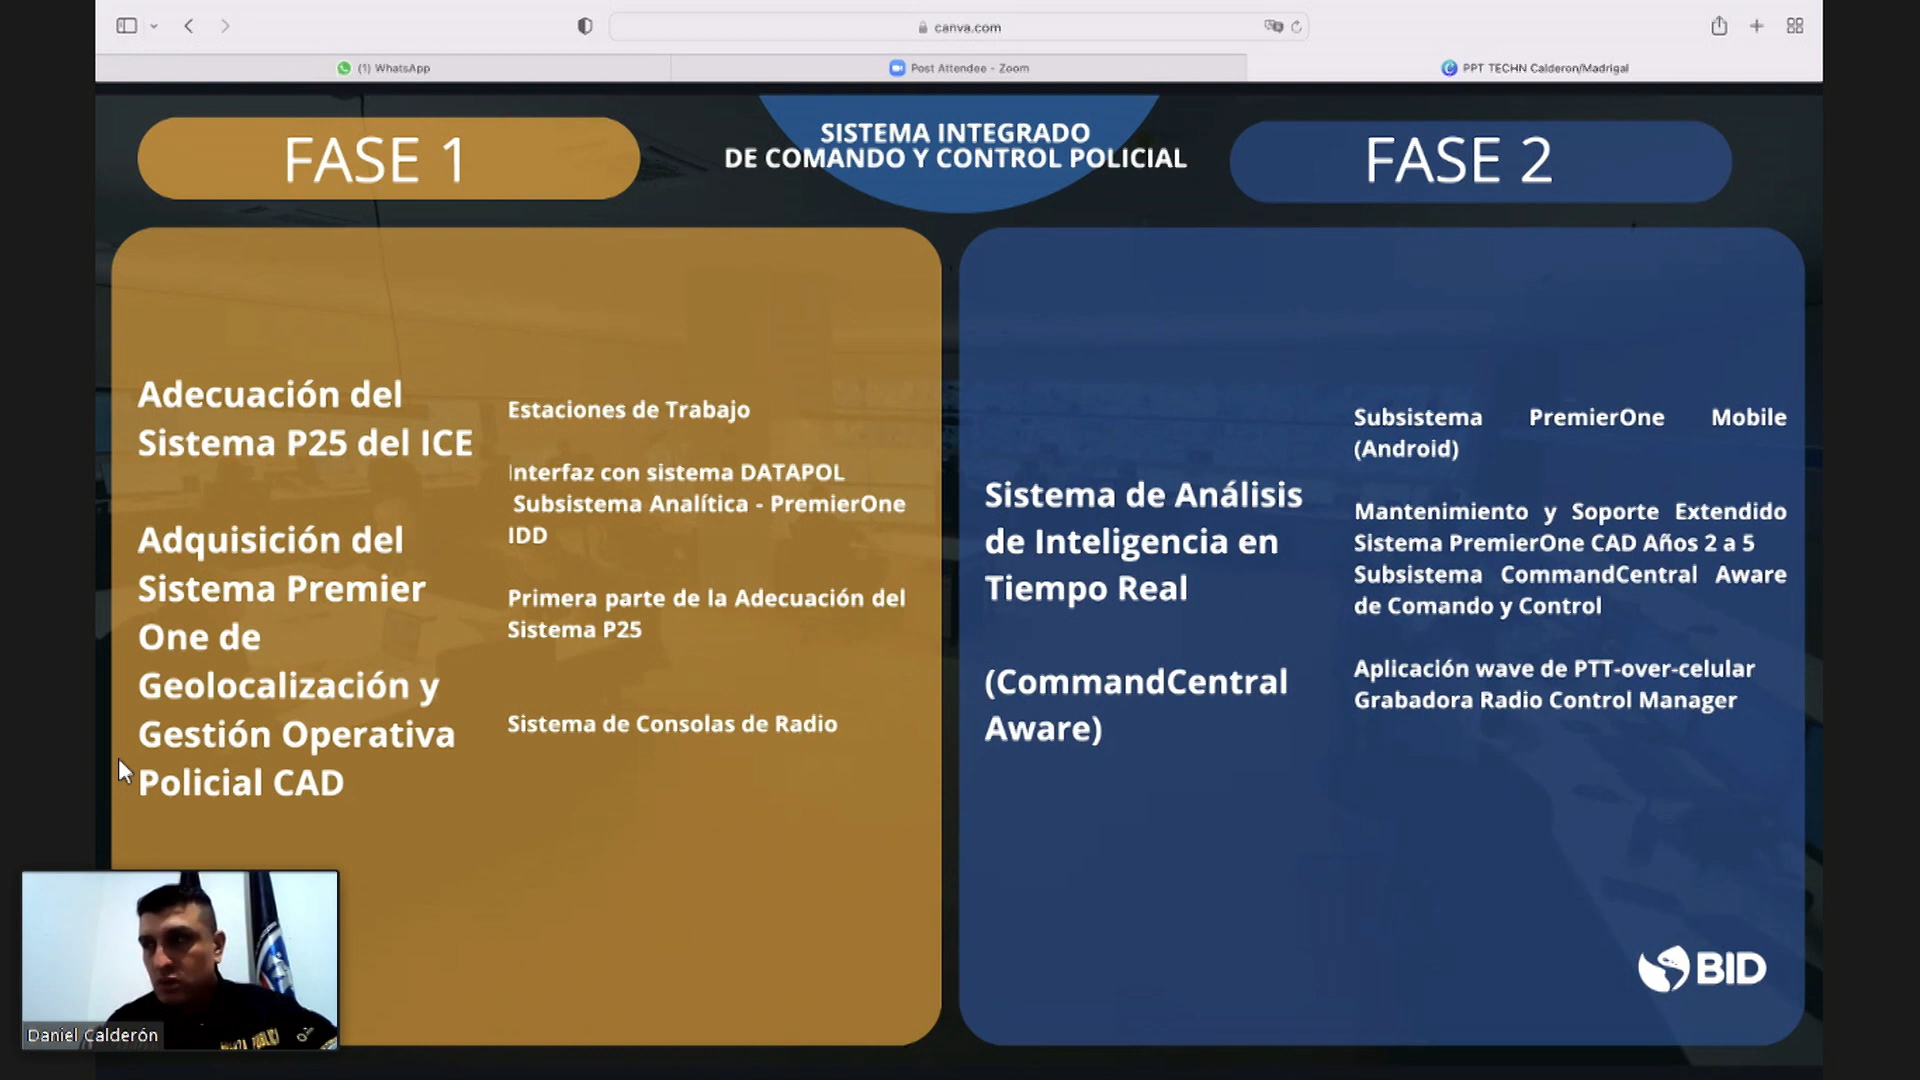 canva.com
(1) WhatsApp
Post Attendee - Zoom
PPT TECHN Calderon/Madrigal
FASE 1
SISTEMA INTEGRADO
DE COMANDO Y CONTROL POLICIAL
FASE 2
Adecuación del
Sistema P25 del ICE
Adquisición del
Sistema Premier
One de
Geolocalización y
Gestión Operativa
Policial CAD
Estaciones de Trabajo
Interfaz con sistema DATAPOL
Subsistema Analítica - PremierOne
IDD
Primera parte de la Adecuación del
Sistema P25
Sistema de Consolas de Radio
Sistema de Análisis
de Inteligencia en
Tiempo Real
(CommandCentral
Aware)
Subsistema PremierOne Mobile
(Android)
Mantenimiento y Soporte Extendido
Sistema PremierOne CAD Años 2 a 5
Subsistema CommandCentral Aware
de Comando y Control
Aplicación wave de PTT-over-celular
Grabadora Radio Control Manager
BID
Daniel Calderón